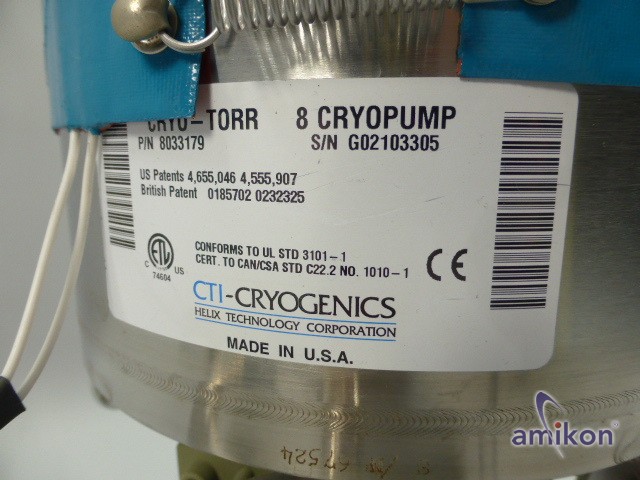 CRYO-TORR 8 CRYOPUMP
P/N 8033179 S/N G02103305
US Patents 4,655,046 4,555,907
British Patent 0185702 0232325
CONFORMS TO UL STD 3101-1
CERT. TO CAN/CSA STD C22.2 NO. 1010-1
C ETL US
74604
CE
CTI-CRYOGENICS
HELIX TECHNOLOGY CORPORATION
MADE IN U.S.A.
67524
amikon